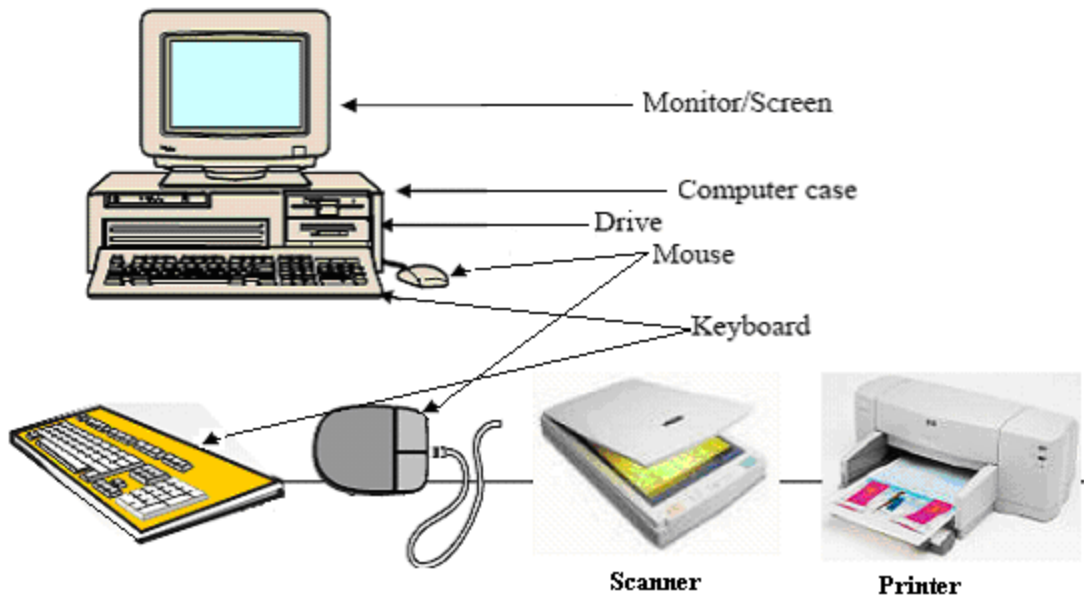 Monitor/Screen
Computer case
Drive
Mouse
Keyboard
Scanner
Printer